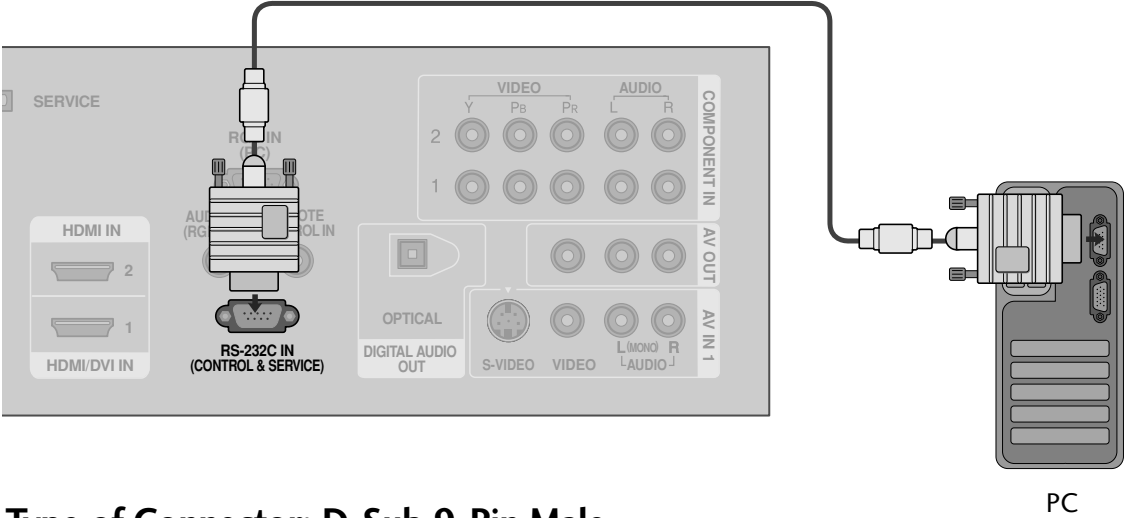 SERVICE
VIDEO
AUDIO
Y PB PR L R
COMPONENT IN
2
1
HDMI IN
2
1
HDMI/DVI IN
RS-232C IN
(CONTROL & SERVICE)
OPTICAL
DIGITAL AUDIO
OUT
AV OUT
AV IN 1
S-VIDEO
VIDEO
L(MONO) R
AUDIO
PC
Type of Connector: D-Sub 9-Pin Male